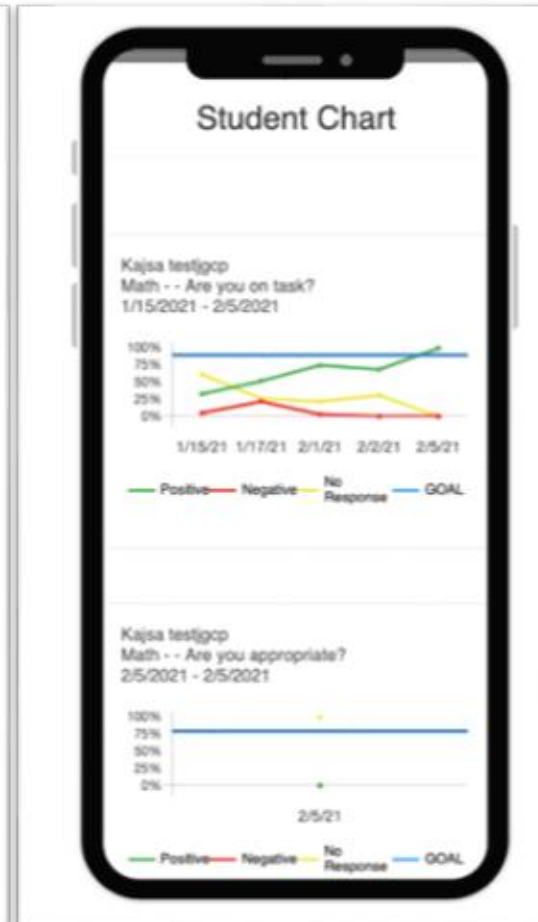 Student Chart
Kajsa testjgcp
Math - - Are you on task?
1/15/2021 - 2/5/2021
100%
75%
50%
25%
0%
1/15/21 1/17/21 2/1/21 2/2/21 2/5/21
Positive Negative No Response GOAL
Kajsa testjgcp
Math - - Are you appropriate?
2/5/2021 - 2/5/2021
100%
75%
50%
25%
0%
2/5/21
Positive Negative No Response GOAL